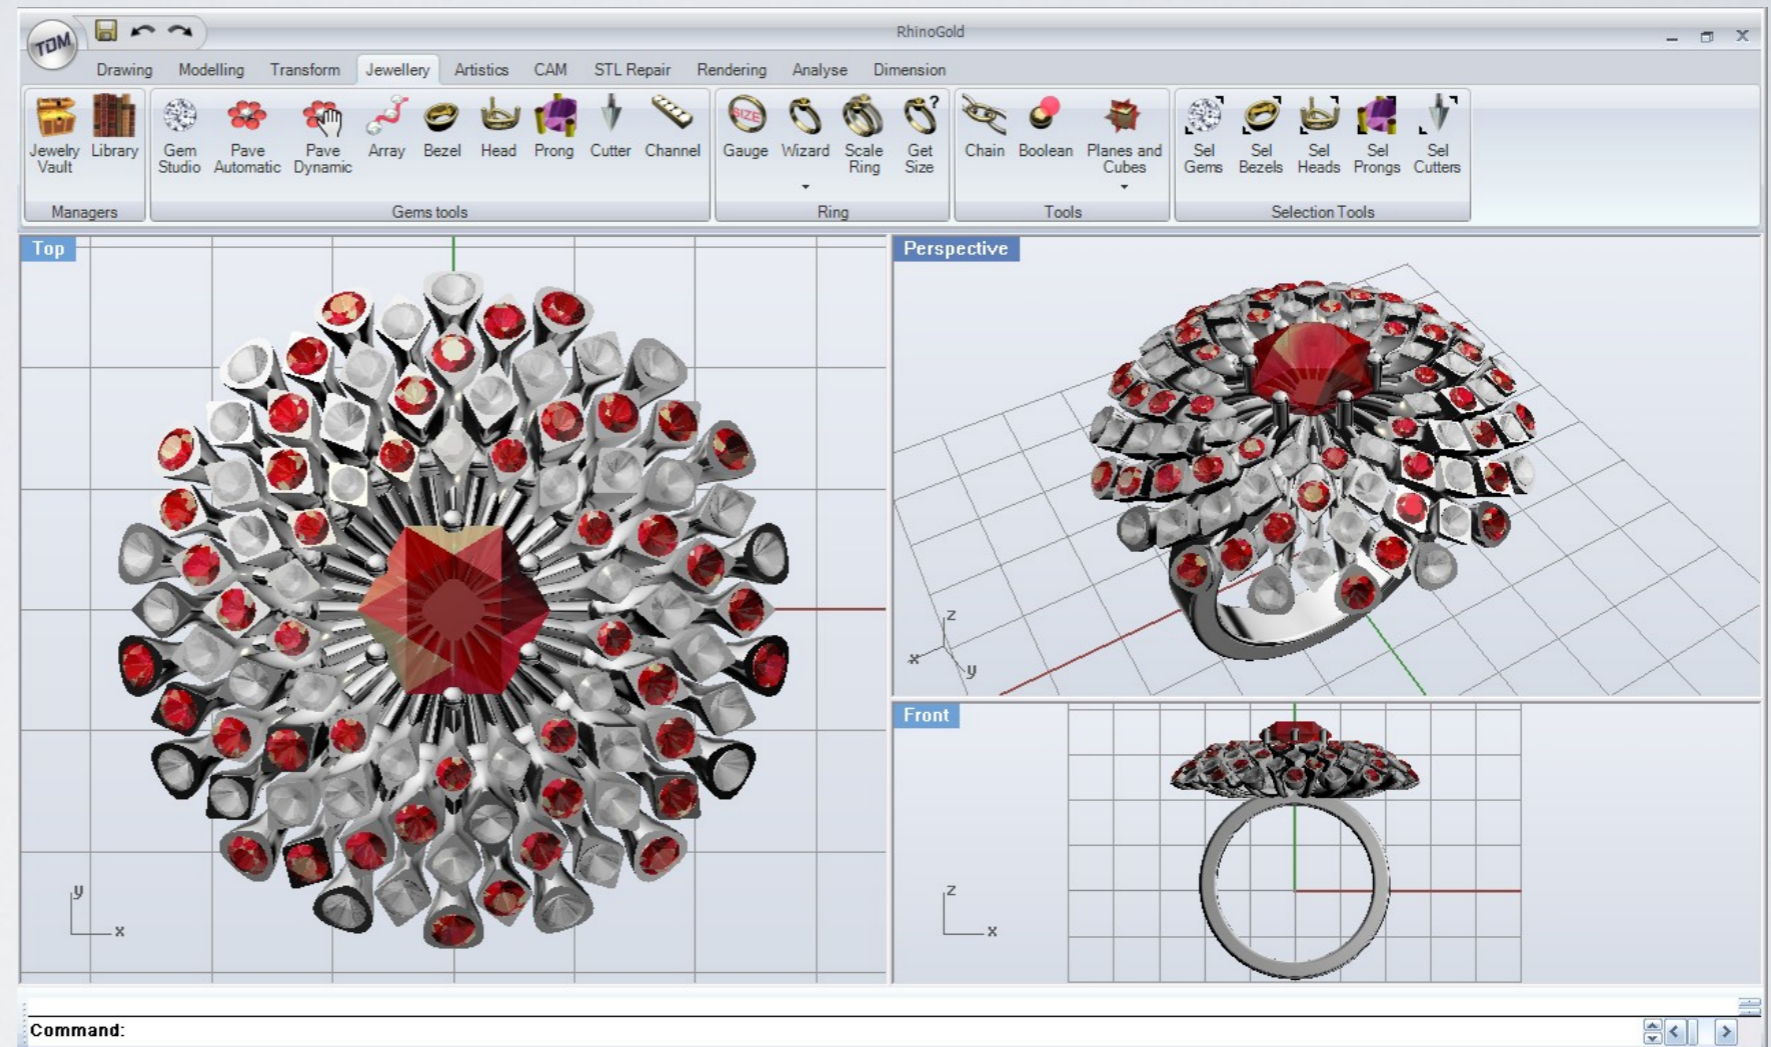 TDM
RhinoGold
Drawing Modelling Transform Jewellery Artistics CAM STL Repair Rendering Analyse Dimension
SIZE ?
Jewelry Library Gem Pave Pave Array Bezel Head Prong Cutter Channel Gauge Wizard Scale Get Chain Boolean Planes and Sel Sel Sel Sel Sel
Vault Studio Automatic Dynamic Ring Size Cubes Gems Bezels Heads Prongs Cutters
Managers Gems tools Ring Tools Selection Tools
Top Perspective
z
x
y
Front
y
x
z
x
Command: